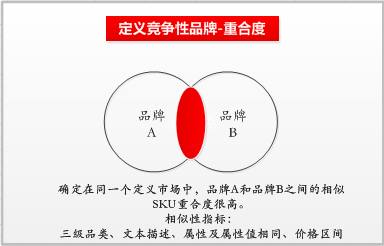 定义竞争性品牌-重合度
品牌
A
品牌
B
确定在同一个定义市场中，品牌A和品牌B之间的相似
SKU重合度很高。
相似性指标：
三级品类、文本描述、属性及属性值相同、价格区间